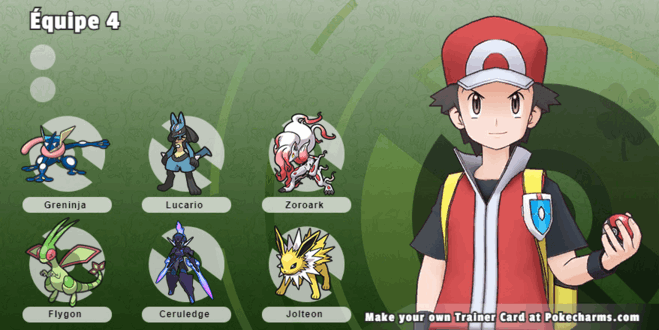 Équipe 4
Greninja
Lucario
Zoroark
Flygon
Ceruledge
Jolteon
Make your own Trainer Card at Pokecharms.com